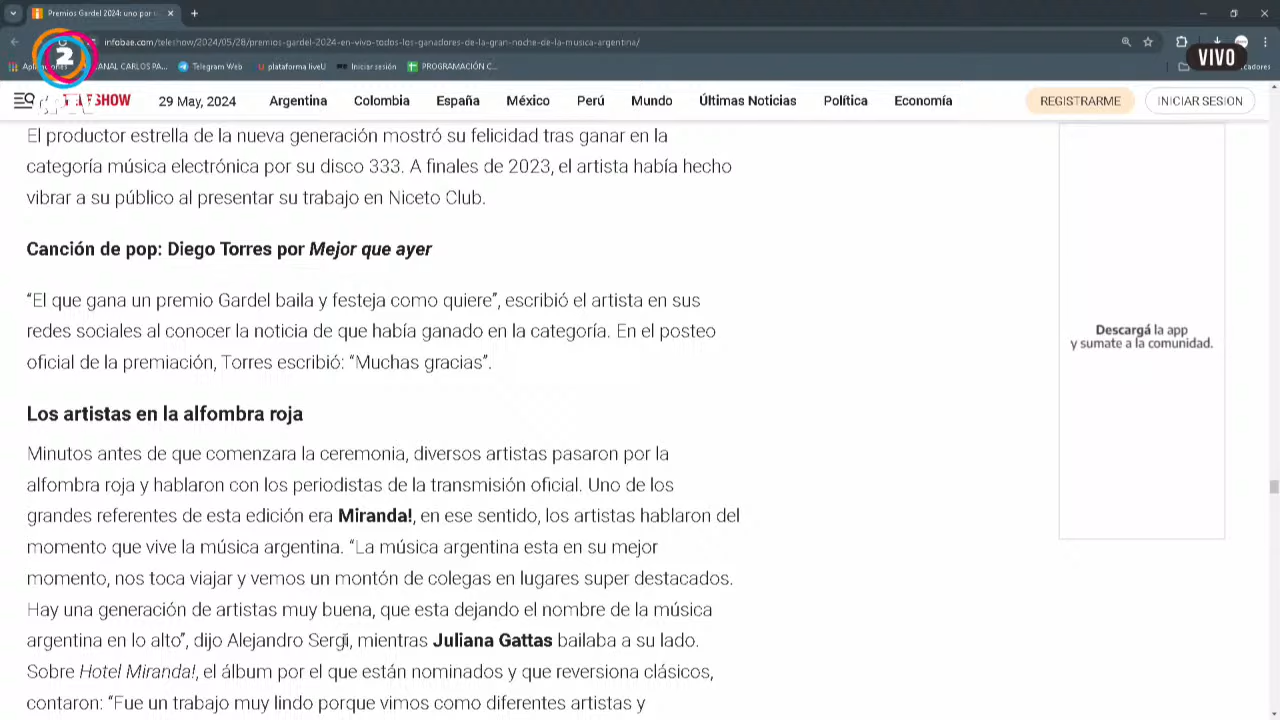 Premios Gardel 2024: uno por
infobae.com/teleshow/2024/05/28/premios-gardel-2024-en-vivo-todos-los-ganadores-de-la-gran-noche-de-la-musica-argentina/
2
VIVO
ANAL CARLOS PA...
Telegram Web
plataforma liveU
Iniciar sesión
PROGRAMACIÓN C...
TELESHOW
29 May, 2024
Argentina
Colombia
España
México
Perú
Mundo
Últimas Noticias
Política
Economía
REGISTRARME
INICIAR SESION
El productor estrella de la nueva generación mostró su felicidad tras ganar en la
categoría música electrónica por su disco 333. A finales de 2023, el artista había hecho
vibrar a su público al presentar su trabajo en Niceto Club.
Canción de pop: Diego Torres por Mejor que ayer
“El que gana un premio Gardel baila y festeja como quiere”, escribió el artista en sus
redes sociales al conocer la noticia de que había ganado en la categoría. En el posteo
oficial de la premiación, Torres escribió: “Muchas gracias”.
Los artistas en la alfombra roja
Minutos antes de que comenzara la ceremonia, diversos artistas pasaron por la
alfombra roja y hablaron con los periodistas de la transmisión oficial. Uno de los
grandes referentes de esta edición era Miranda!, en ese sentido, los artistas hablaron del
momento que vive la música argentina. “La música argentina esta en su mejor
momento, nos toca viajar y vemos un montón de colegas en lugares super destacados.
Hay una generación de artistas muy buena, que esta dejando el nombre de la música
argentina en lo alto”, dijo Alejandro Sergi, mientras Juliana Gattas bailaba a su lado.
Sobre Hotel Miranda!, el álbum por el que están nominados y que reversiona clásicos,
contaron: “Fue un trabajo muy lindo porque vimos como diferentes artistas y
Descargá la app
y sumate a la comunidad.